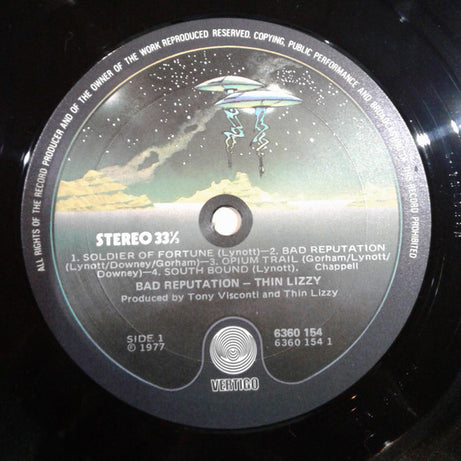 ALL RIGHTS OF THE RECORD PRODUCER AND OF THE OWNER OF THE WORK REPRODUCED RESERVED. COPYING, PUBLIC PERFORMANCE AND BROADCASTING PROHIBITED
STEREO 33⅓
1. SOLDIER OF FORTUNE (Lynott)—2. BAD REPUTATION
(Lynott/Downey/Gorham)—3. OPIUM TRAIL (Gorham/Lynott/
Downey)—4. SOUTH BOUND (Lynott). Chappell
BAD REPUTATION – THIN LIZZY
Produced by Tony Visconti and Thin Lizzy
SIDE 1
℗ 1977
6360 154
6360 154 1
VERTIGO